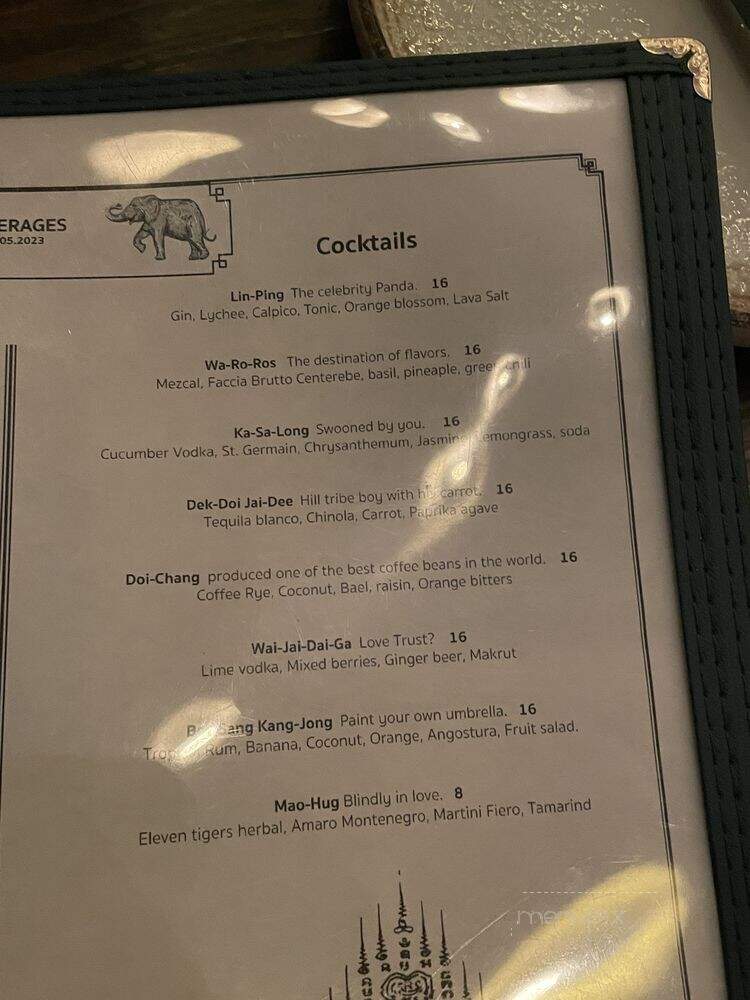 ERAGES
05.2023
Cocktails
Lin-Ping The celebrity Panda. 16
Gin, Lychee, Calpico, Tonic, Orange blossom, Lava Salt
Wa-Ro-Ros The destination of flavors. 16
Mezcal, Faccia Brutto Centerebe, basil, pineaple, green chili
Ka-Sa-Long Swooned by you. 16
Cucumber Vodka, St. Germain, Chrysanthemum, Jasmine, Lemongrass, soda
Dek-Doi Jai-Dee Hill tribe boy with his carrot. 16
Tequila blanco, Chinola, Carrot, Paprika agave
Doi-Chang produced one of the best coffee beans in the world. 16
Coffee Rye, Coconut, Bael, raisin, Orange bitters
Wai-Jai-Dai-Ga Love Trust? 16
Lime vodka, Mixed berries, Ginger beer, Makrut
Sang Kang-Jong Paint your own umbrella. 16
Rum, Banana, Coconut, Orange, Angostura, Fruit salad.
Mao-Hug Blindly in love. 8
Eleven tigers herbal, Amaro Montenegro, Martini Fiero, Tamarind
menupix